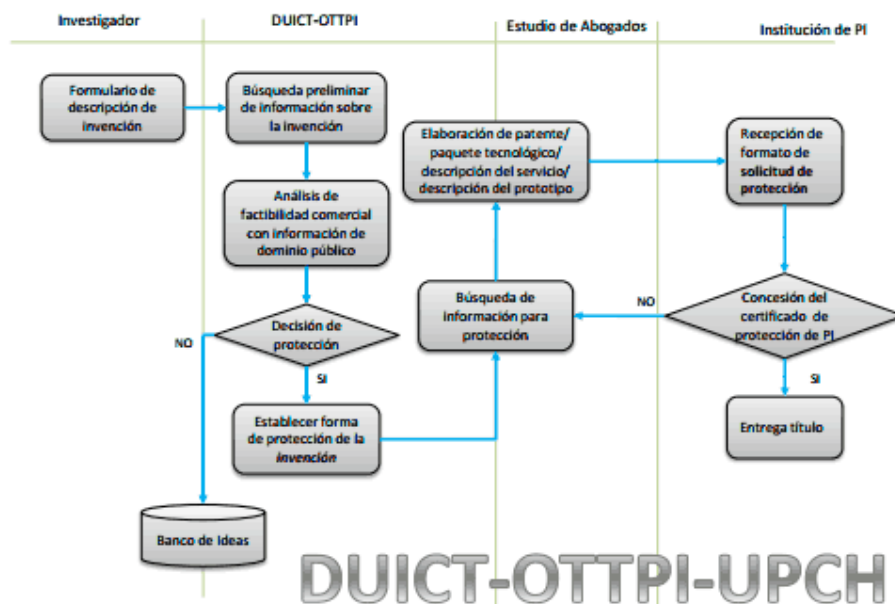 Investigador
DUICT-OTTPI
Estudio de Abogados
Institución de PI
Formulario de
descripción de
invención
Búsqueda preliminar
de información sobre
la invención
Elaboración de patente/
paquete tecnológico/
descripción del servicio/
descripción del prototipo
Recepción de
formato de
solicitud de
protección
Análisis de
factibilidad comercial
con información de
dominio público
Decisión de
protección
NO
SI
Búsqueda de
información para
protección
NO
Concesión del
certificado de
protección de PI
SI
Establecer forma
de protección de la
invención
Entrega título
Banco de Ideas
DUICT-OTTPI-UPCH